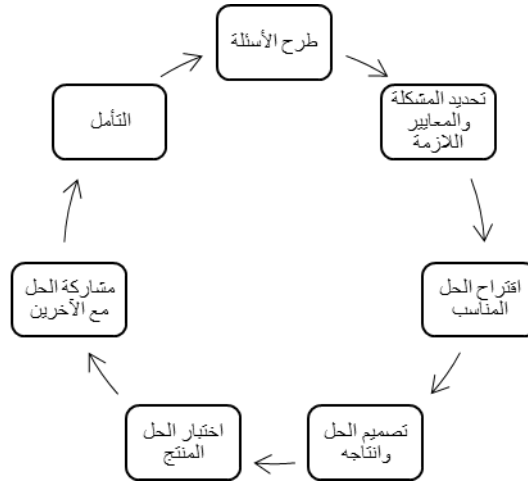 طرح الأسئلة
تحديد المشكلة
والمعايير
اللازمة
اقتراح الحل
المناسب
تصميم الحل
وانتاجه
اختبار الحل
المنتج
مشاركة الحل
مع الآخرين
التأمل